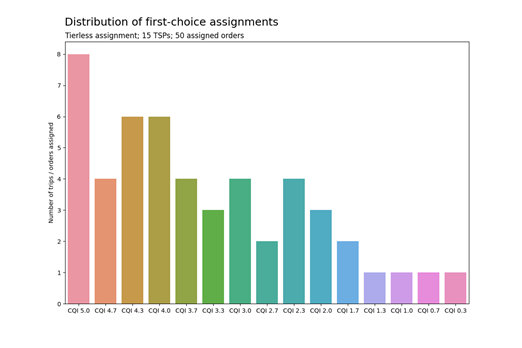 Distribution of first-choice assignments
Tierless assignment; 15 TSPs; 50 assigned orders
Number of trips / orders assigned
8
7
6
5
4
3
2
1
0
CQI 5.0 CQI 4.7 CQI 4.3 CQI 4.0 CQI 3.7 CQI 3.3 CQI 3.0 CQI 2.7 CQI 2.3 CQI 2.0 CQI 1.7 CQI 1.3 CQI 1.0 CQI 0.7 CQI 0.3